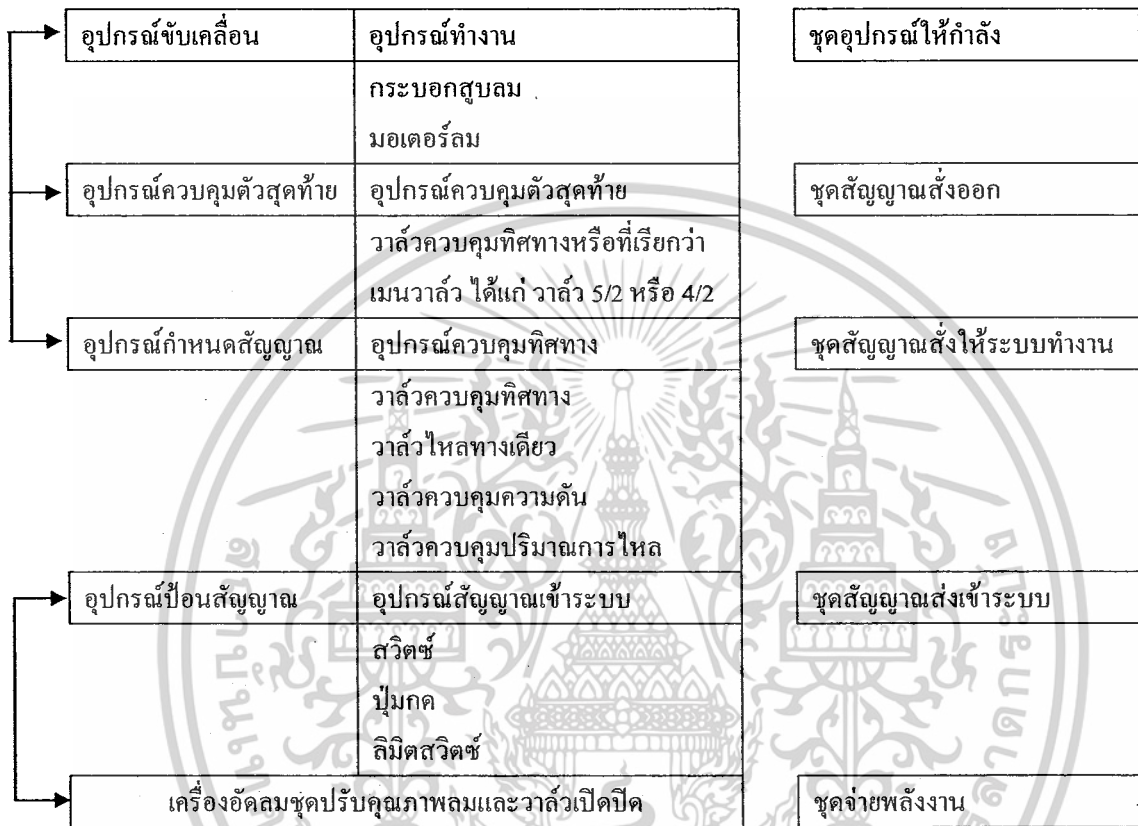 อุปกรณ์ขับเคลื่อน อุปกรณ์ทำงาน ชุดอุปกรณ์ให้กำลัง
กระบอกสูบลม
มอเตอร์ลม
อุปกรณ์ควบคุมตัวสุดท้าย อุปกรณ์ควบคุมตัวสุดท้าย ชุดสัญญาณสั่งออก
วาล์วควบคุมทิศทางหรือที่เรียกว่า
เมนวาล์ว ได้แก่ วาล์ว 5/2 หรือ 4/2
อุปกรณ์กำหนดสัญญาณ อุปกรณ์ควบคุมทิศทาง ชุดสัญญาณสั่งให้ระบบทำงาน
วาล์วควบคุมทิศทาง
วาล์วไหลทางเดียว
วาล์วควบคุมความดัน
วาล์วควบคุมปริมาณการไหล
อุปกรณ์ป้อนสัญญาณ อุปกรณ์สัญญาณเข้าระบบ ชุดสัญญาณส่งเข้าระบบ
สวิตซ์
ปุ่มกด
ลิมิตสวิตซ์
เครื่องอัดลมชุดปรับคุณภาพลมและวาล์วเปิดปิด ชุดจ่ายพลังงาน